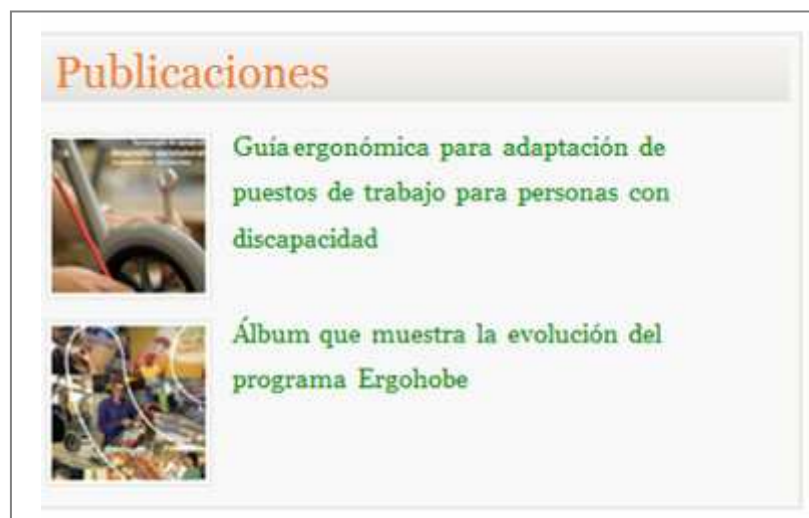 Publicaciones
Guía ergonómica para adaptación de
puestos de trabajo para personas con
discapacidad
Álbum que muestra la evolución del
programa Ergohobe